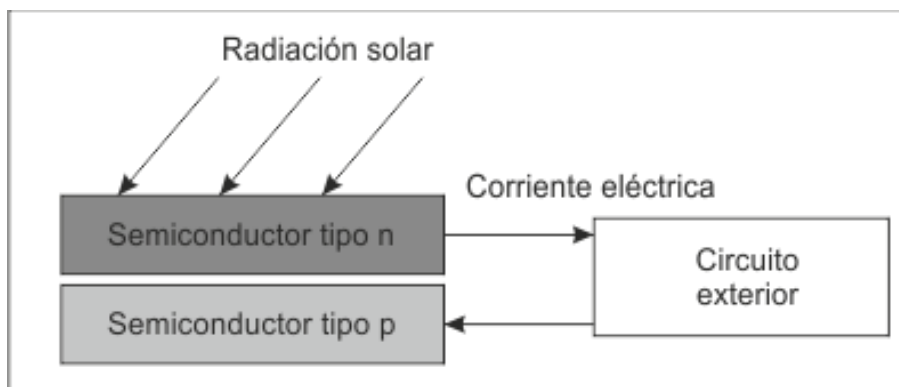 Radiación solar
Corriente eléctrica
Semiconductor tipo n
Circuito
exterior
Semiconductor tipo p